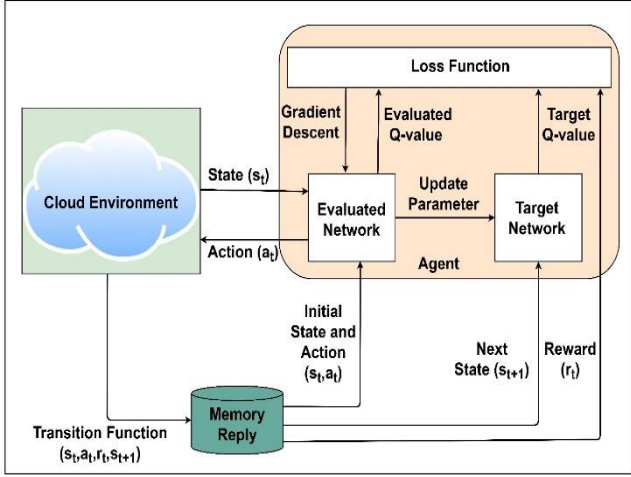 Loss Function
Gradient
Descent
Evaluated
Q-value
Target
Q-value
State (st)
Cloud Environment
Evaluated
Network
Update
Parameter
Target
Network
Action (at)
Agent
Initial
State and
Action
(st,at)
Next
State (st+1)
Reward
(rt)
Memory
Reply
Transition Function
(st,at,rt,st+1)